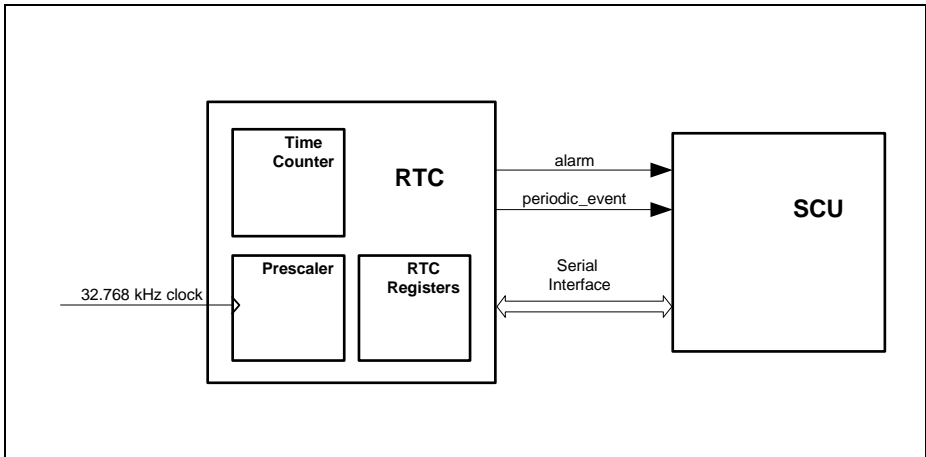 Time
Counter
RTC
alarm
periodic_event
SCU
Prescaler
RTC
Registers
Serial
Interface
32.768 kHz clock